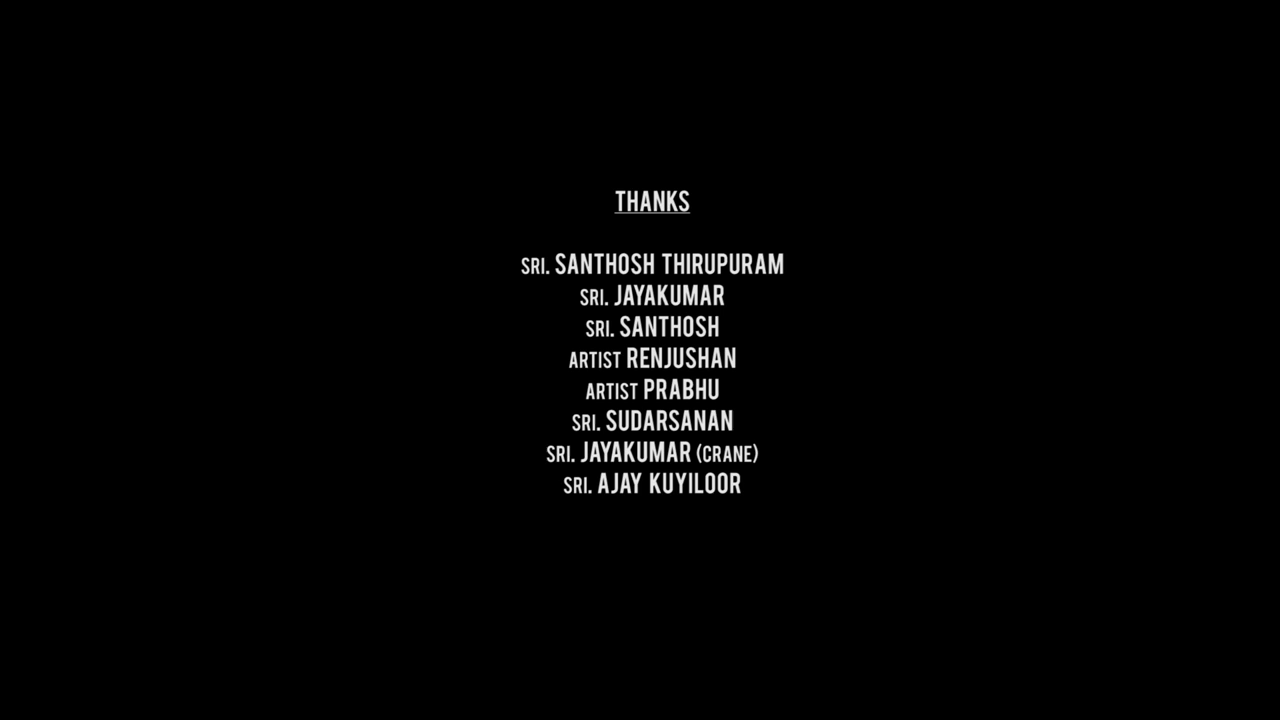 THANKS
SRI. SANTHOSH THIRUPURAM
SRI. JAYAKUMAR
SRI. SANTHOSH
ARTIST RENJUSHAN
ARTIST PRABHU
SRI. SUDARSANAN
SRI. JAYAKUMAR (CRANE)
SRI. AJAY KUYILOOR